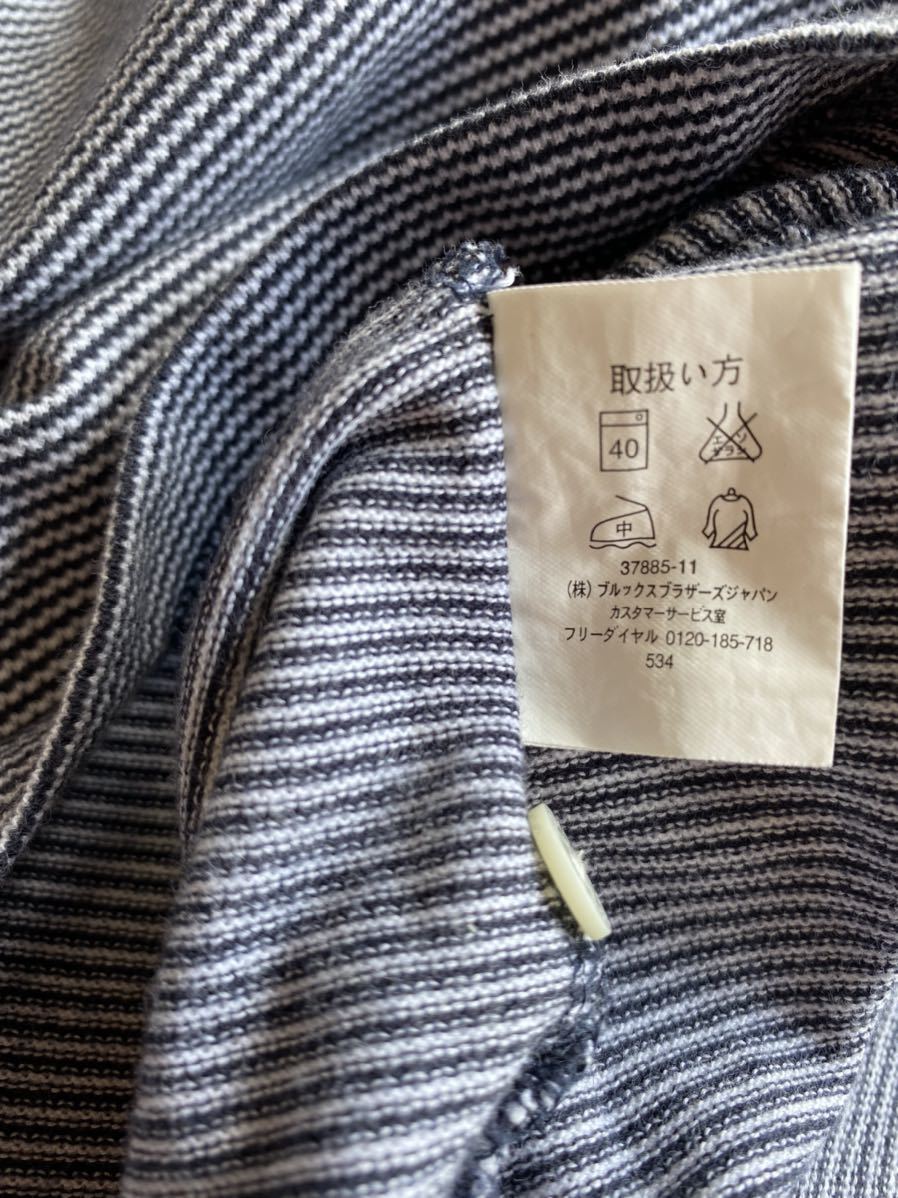 取扱い方
40
エンソ
サラシ
中
37885-11
(株) ブルックスブラザーズジャパン
カスタマーサービス室
フリーダイヤル 0120-185-718
534